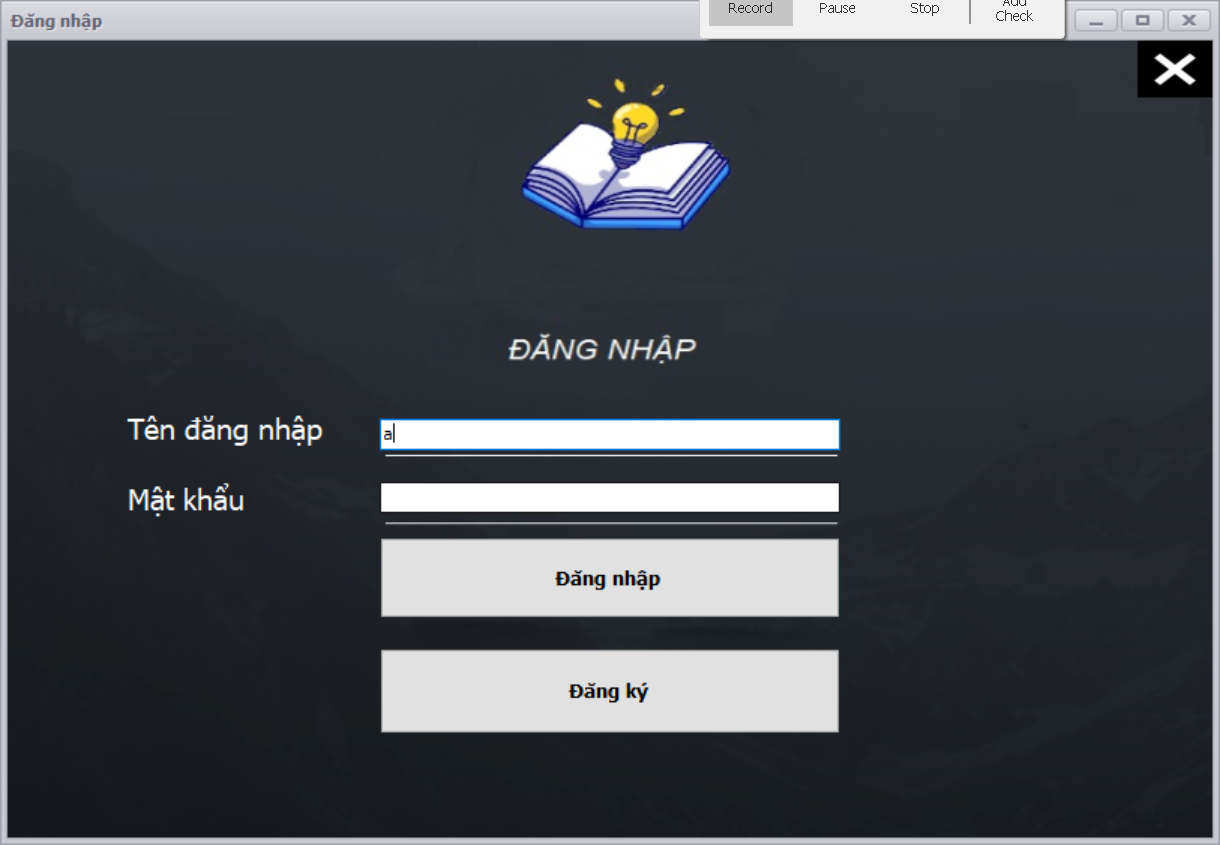 Đăng nhập
Record Pause Stop Add Check
ĐĂNG NHẬP
Tên đăng nhập a
Mật khẩu
Đăng nhập
Đăng ký